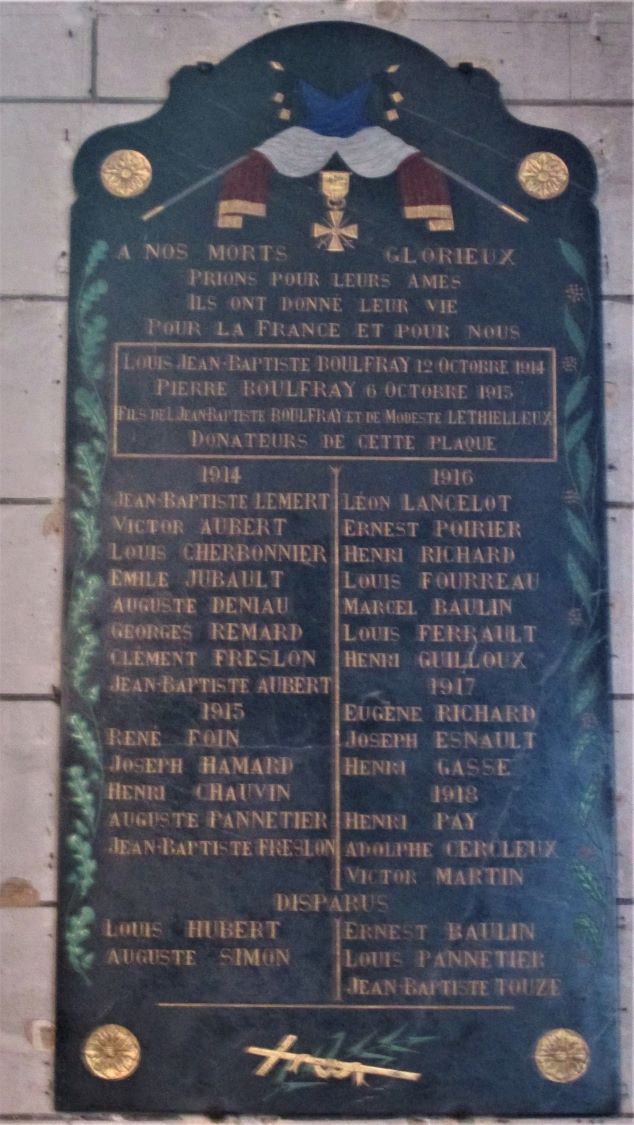 A NOS MORTS GLORIEUX
PRIONS POUR LEURS AMES
ILS ONT DONNE LEUR VIE
POUR LA FRANCE ET POUR NOUS
LOUIS JEAN-BAPTISTE BOULFRAY 12 OCTOBRE 1914
PIERRE BOULFRAY 6 OCTOBRE 1915
FILS DE L JEAN BAPTISTE BOULFRAY ET DE MODESTE LETHIELLEUX
DONATEURS DE CETTE PLAQUE
1914
JEAN-BAPTISTE LEMERT
VICTOR AUBERT
LOUIS CHERBONNIER
EMILE JUBAULT
AUGUSTE DENIAU
GEORGES REMARD
CLÉMENT FRESLON
JEAN-BAPTISTE AUBERT
1915
RENÉ FOIN
JOSEPH HAMARD
HENRI CHAUVIN
AUGUSTE PANNETIER
JEAN-BAPTISTE FRESLON
1916
LÉON LANCELOT
ERNEST POIRIER
HENRI RICHARD
LOUIS FOURREAU
MARCEL BAULIN
LOUIS FERRAULT
HENRI GUILLOUX
1917
EUGÈNE RICHARD
JOSEPH ESNAULT
HENRI GASSE
1918
HENRI PAY
ADOLPHE CERCLEUX
VICTOR MARTIN
DISPARUS
LOUIS HUBERT
AUGUSTE SIMON
ERNEST BAULIN
LOUIS PANNETIER
JEAN-BAPTISTE TOUZE